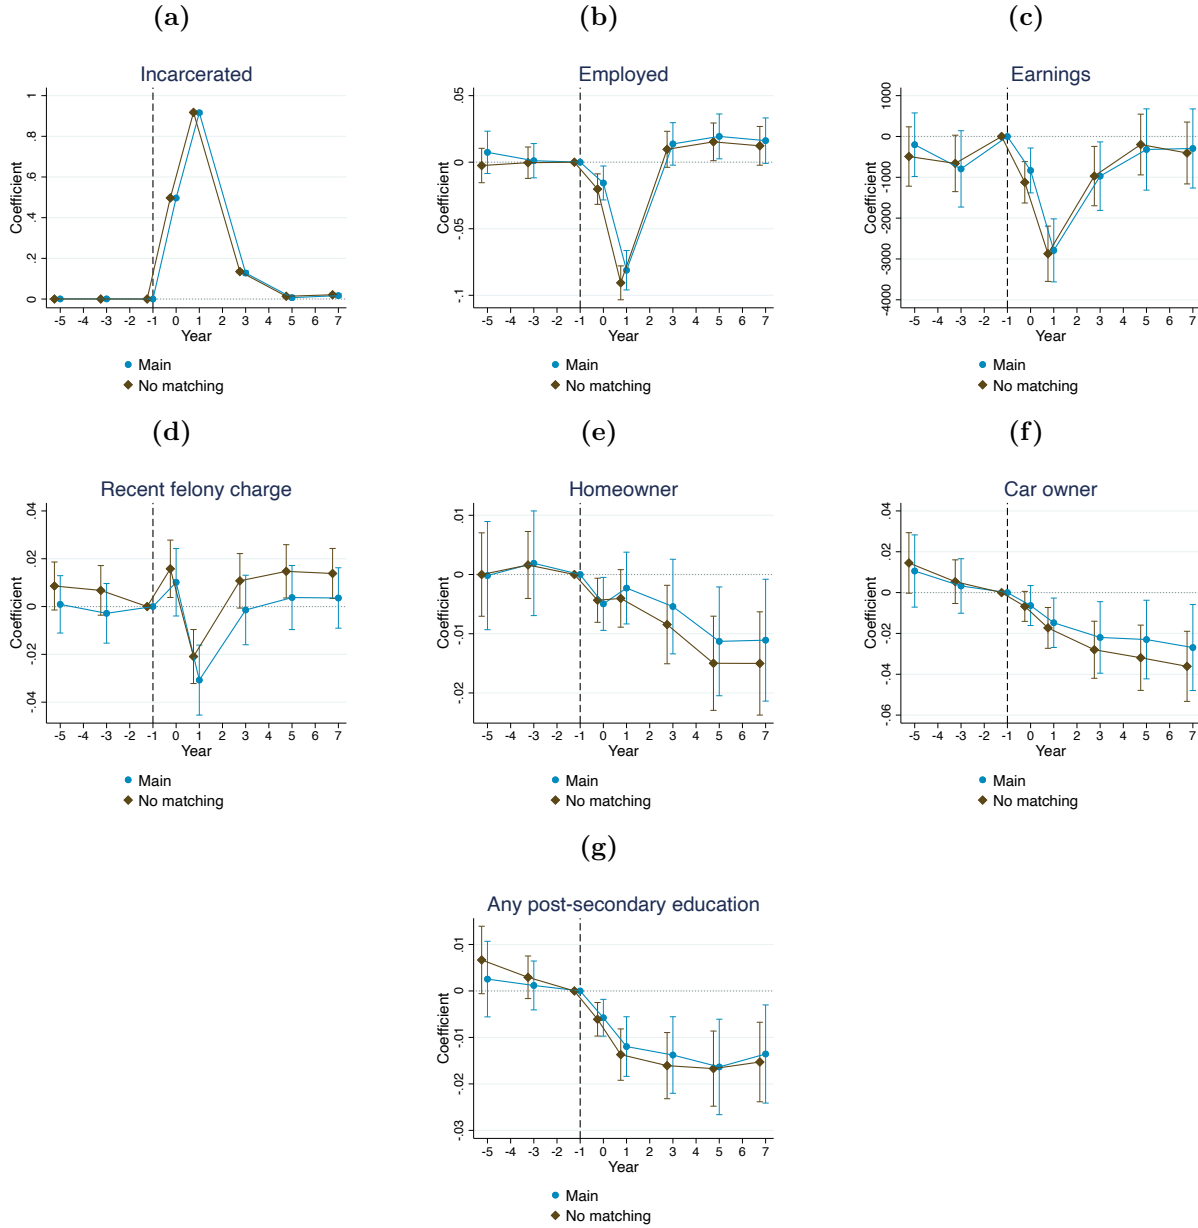 (a)
Incarcerated
1
.8
.6
.4
.2
0
Coefficient
-5 -4 -3 -2 -1 0 1 2 3 4 5 6 7
Year
Main
No matching
(b)
Employed
.05
0
-.05
-.1
Coefficient
-5 -4 -3 -2 -1 0 1 2 3 4 5 6 7
Year
Main
No matching
(c)
Earnings
1000
0
1000
-2000
-3000
-4000
Coefficient
-5 -4 -3 -2 -1 0 1 2 3 4 5 6 7
Year
Main
No matching
(d)
Recent felony charge
.04
.02
0
-.02
-.04
Coefficient
-5 -4 -3 -2 -1 0 1 2 3 4 5 6 7
Year
Main
No matching
(e)
Homeowner
.01
0
-.01
-.02
Coefficient
-5 -4 -3 -2 -1 0 1 2 3 4 5 6 7
Year
Main
No matching
(f)
Car owner
.04
.02
0
-.02
-.04
-.06
Coefficient
-5 -4 -3 -2 -1 0 1 2 3 4 5 6 7
Year
Main
No matching
(g)
Any post-secondary education
.01
0
-.01
-.02
-.03
Coefficient
-5 -4 -3 -2 -1 0 1 2 3 4 5 6 7
Year
Main
No matching